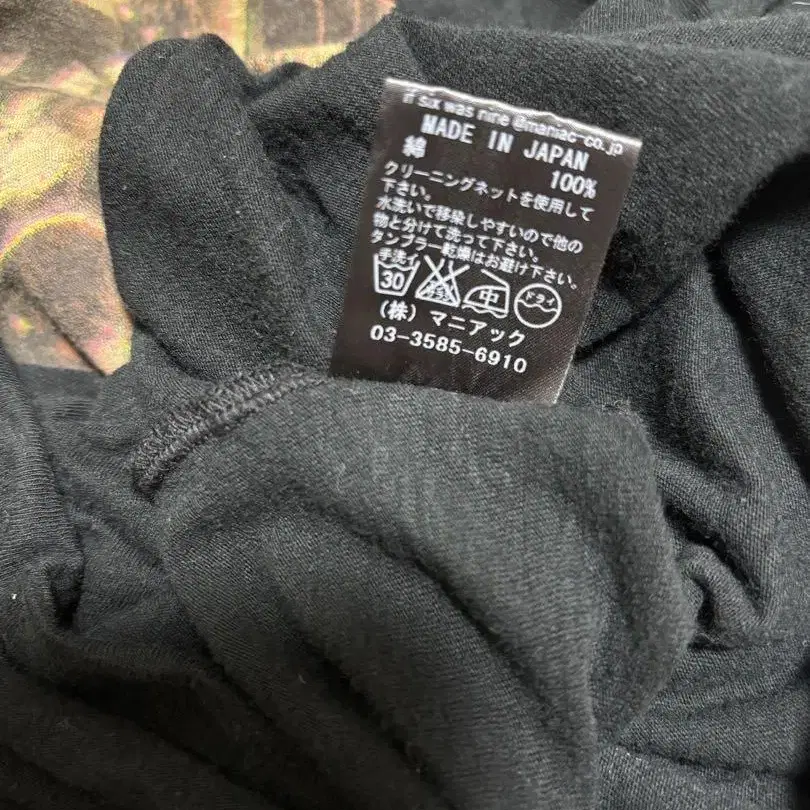 if six was nine @maniac-co.jp
MADE IN JAPAN
綿 100%
クリーニングネットを使用して
下さい。
水洗いで移染しやすいので他の
物と分けて洗って下さい。
タンブラー乾燥はお避け下さい。
手洗イ 30 中 ドライ
(株) マニアック
03-3585-6910